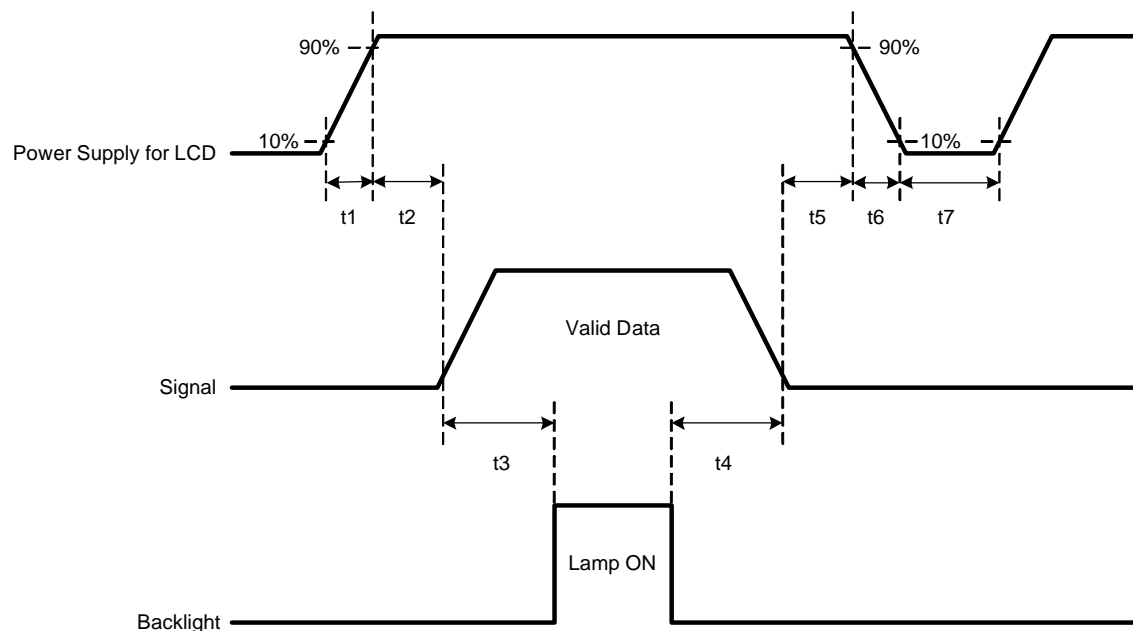 90%
90%
10%
10%
Power Supply for LCD
t1
t2
t5
t6
t7
Valid Data
Signal
t3
t4
Lamp ON
Backlight